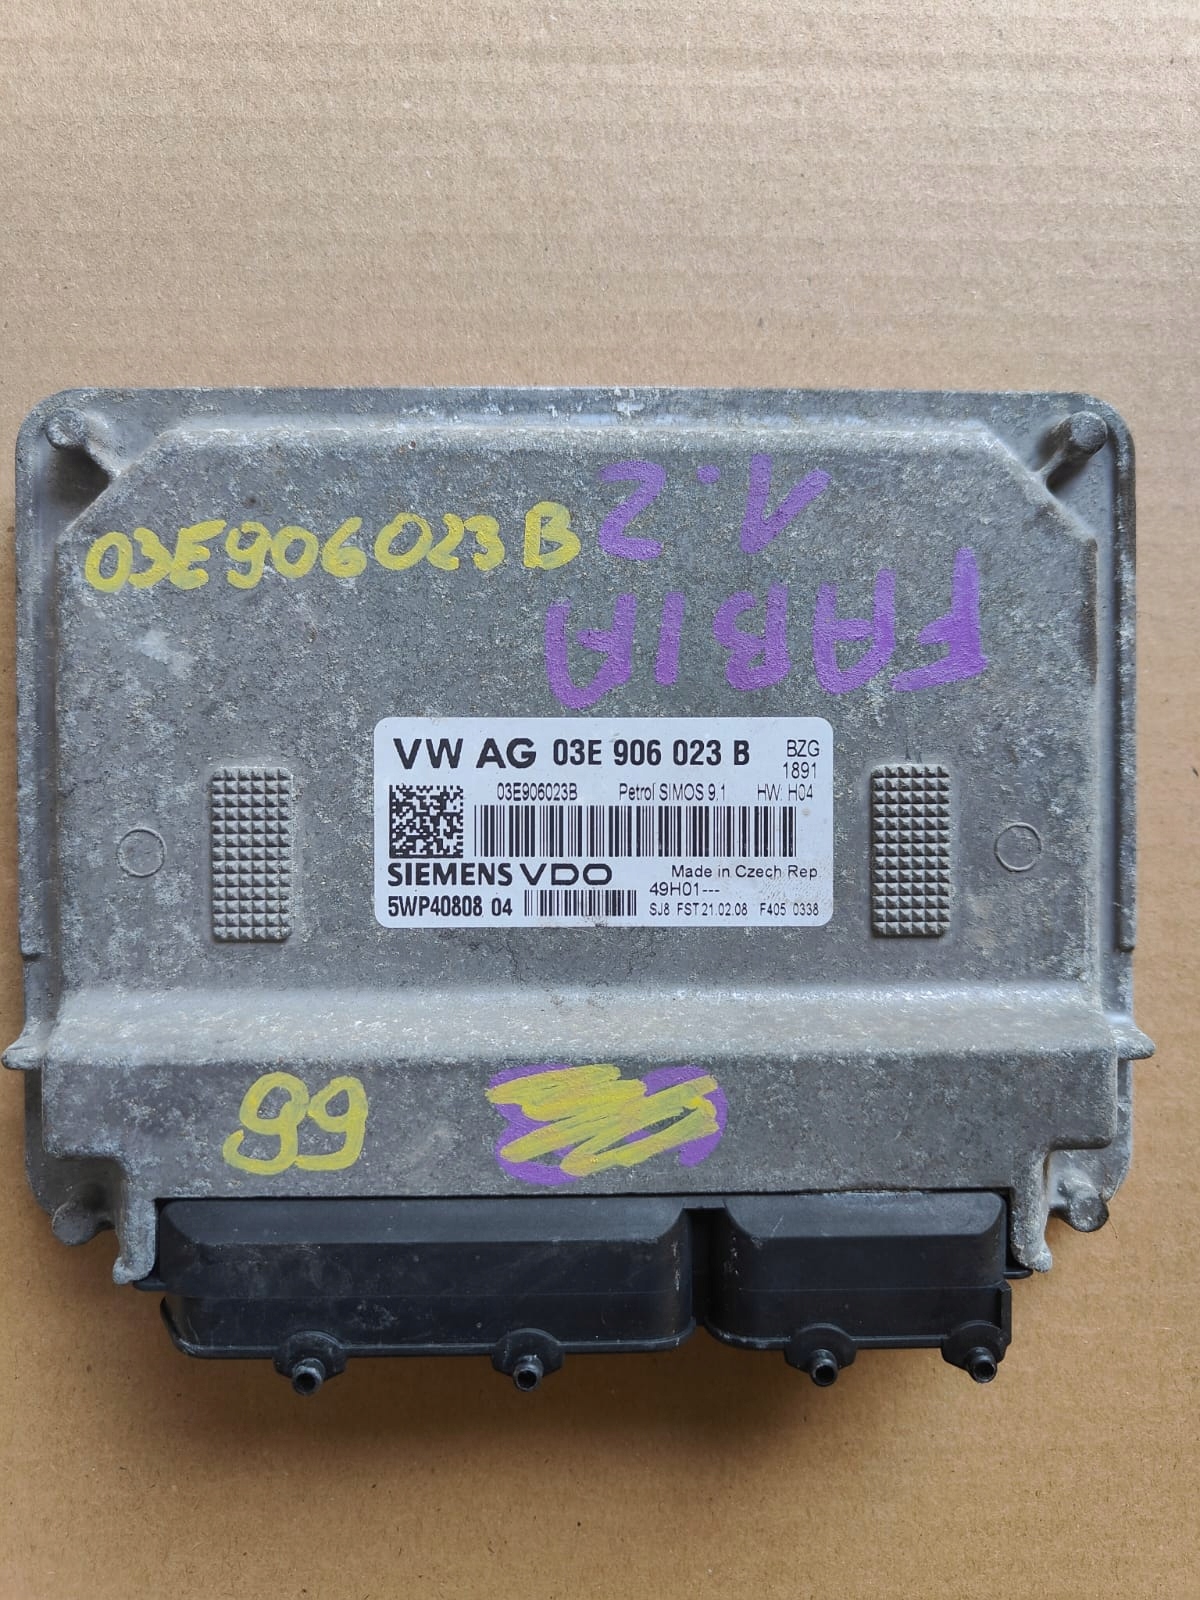 1.2
03E906023B
FABIA
VW AG 03E 906 023 B
BZG
1891
03E906023B Petrol SIMOS 9.1 HW: H04
SIEMENS VDO Made in Czech Rep.
49H01---
5WP40808 04 SJ8 FST 21.02.08 F405 0338
99